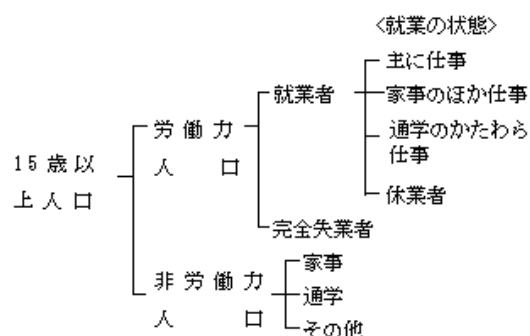 <就業の状態>
主に仕事
就業者
家事のほか仕事
通学のかたわら
仕事
休業者
労働力
人口
15歳以
上人口
完全失業者
非労働力
人口
家事
通学
その他